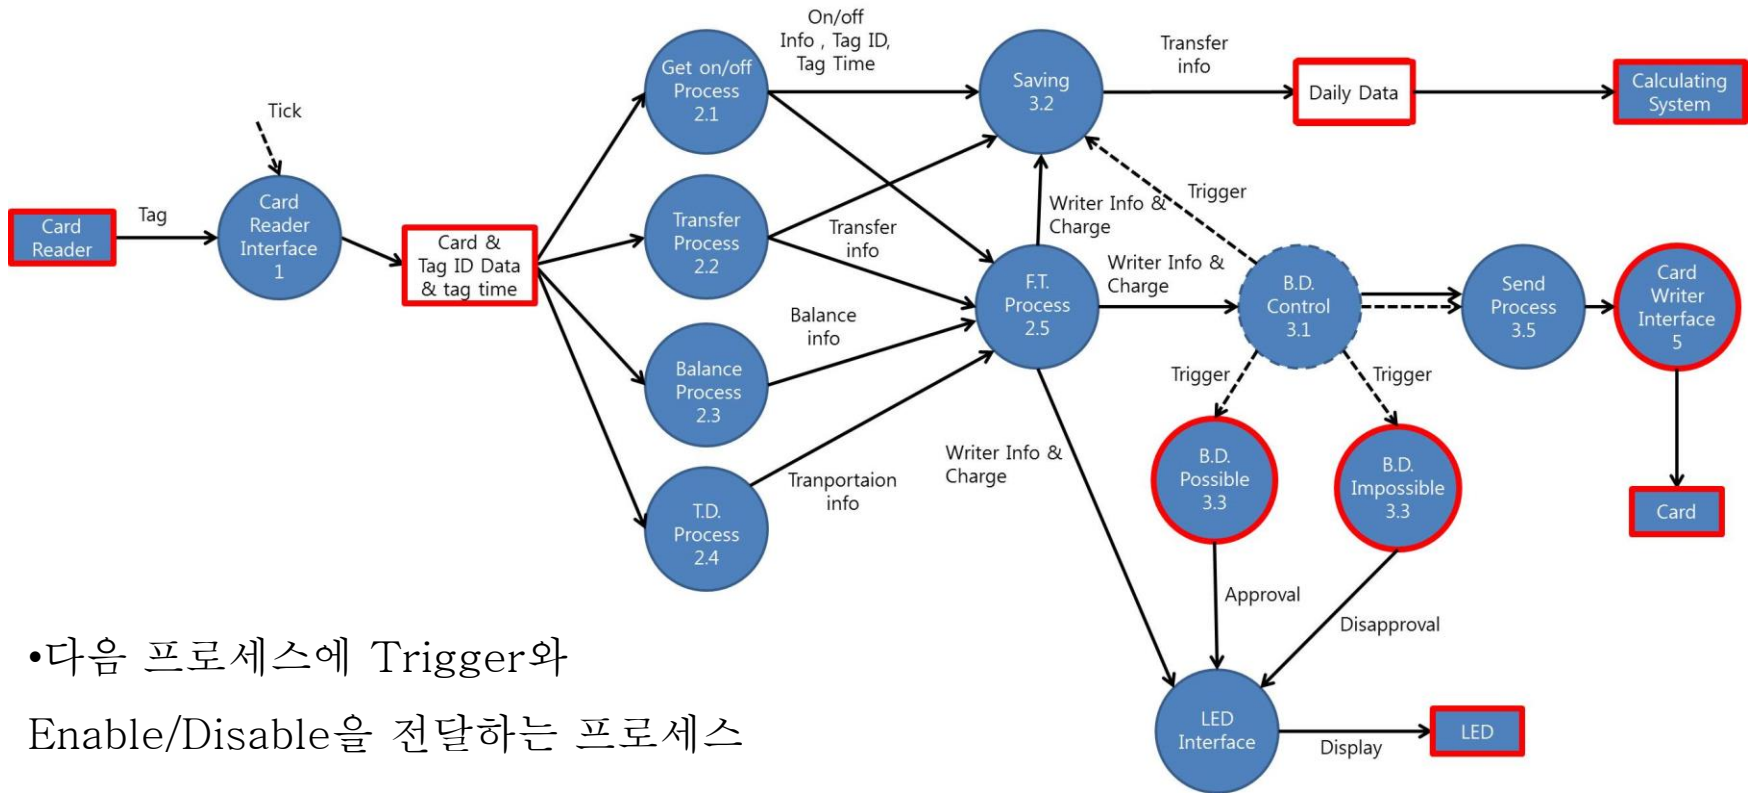 Card
Reader
Tag
Tick
Card
Reader
Interface
1
Card &
Tag ID Data
& tag time
Get on/off
Process
2.1
On/off
Info , Tag ID,
Tag Time
Transfer
Process
2.2
Transfer
info
Balance
Process
2.3
Balance
info
T.D.
Process
2.4
Tranportaion
info
Saving
3.2
Transfer
info
Daily Data
Calculating
System
Writer Info &
Charge
Trigger
F.T.
Process
2.5
Writer Info &
Charge
B.D.
Control
3.1
Send
Process
3.5
Card
Writer
Interface
5
Card
Trigger
Trigger
B.D.
Possible
3.3
B.D.
Impossible
3.3
Writer Info &
Charge
Approval
Disapproval
LED
Interface
Display
LED
•다음 프로세스에 Trigger와
Enable/Disable을 전달하는 프로세스